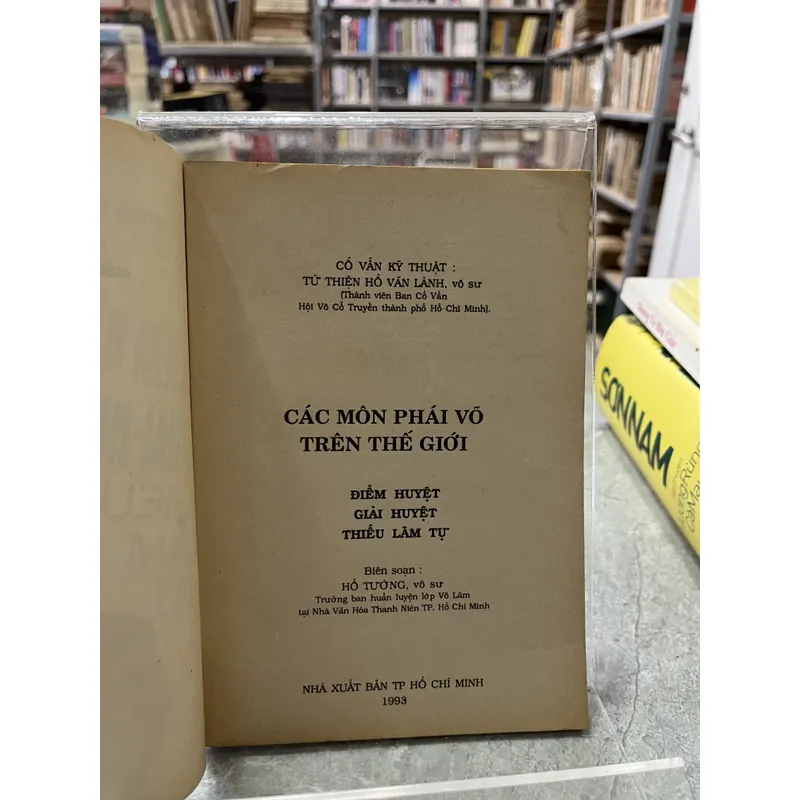 CỐ VẤN KỸ THUẬT :
TỪ THIỆN HỒ VĂN LÀNH, võ sư
(Thành viên Ban Cố Vấn
Hội Võ Cổ Truyền thành phố Hồ Chí Minh).
CÁC MÔN PHÁI VÕ
TRÊN THẾ GIỚI
ĐIỂM HUYỆT
GIẢI HUYỆT
THIẾU LÂM TỰ
Biên soạn :
HỒ TƯỜNG, võ sư
Trưởng ban huấn luyện lớp Võ Lâm
tại Nhà Văn Hóa Thanh Niên TP. Hồ Chí Minh
NHÀ XUẤT BẢN TP HỒ CHÍ MINH
1993
SƠN NAM